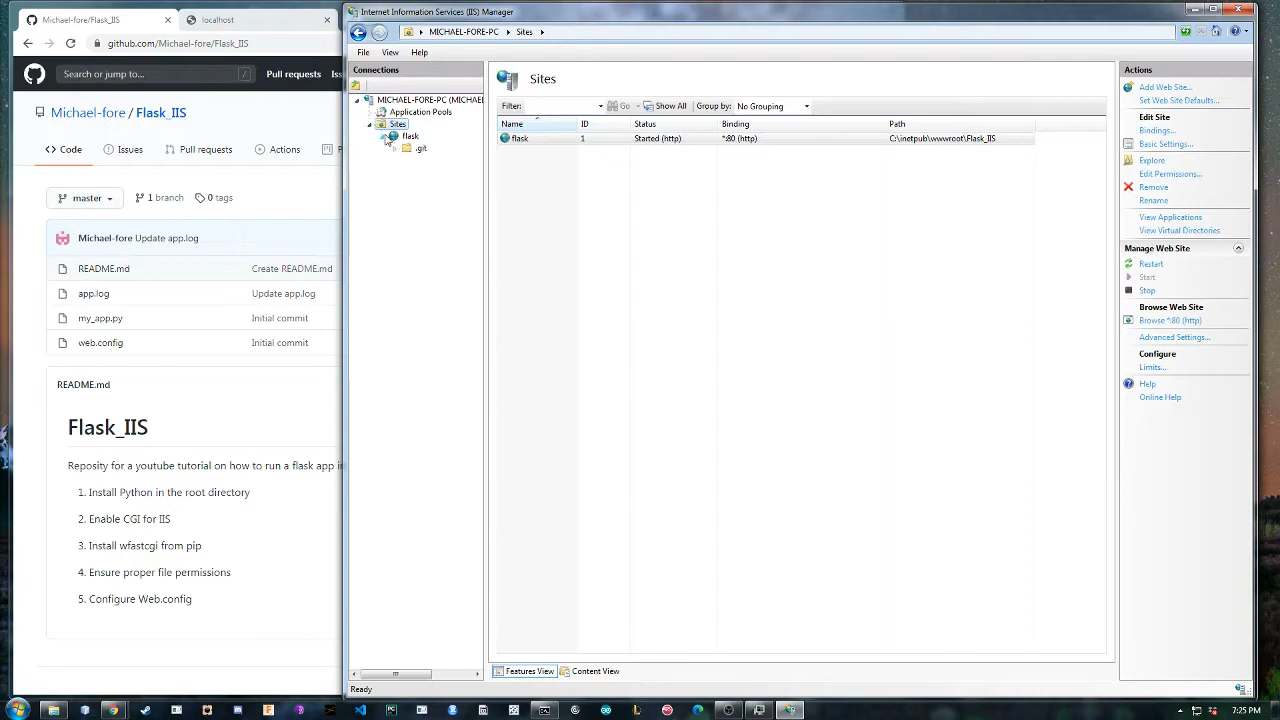 Michael-fore/Flask_IIS
localhost
github.com/Michael-fore/Flask_IIS
Search or jump to...
/
Pull requests
Michael-fore / Flask_IIS
Code
Issues
Pull requests
Actions
master
1 branch
0 tags
Michael-fore Update app.log
README.md
Create README.md
app.log
Update app.log
my_app.py
Initial commit
web.config
Initial commit
README.md
Flask_IIS
Reposity for a youtube tutorial on how to run a flask app in
1. Install Python in the root directory
2. Enable CGI for IIS
3. Install wfastcgi from pip
4. Ensure proper file permissions
5. Configure Web.config
Internet Information Services (IIS) Manager
MICHAEL-FORE-PC
Sites
File
View
Help
Connections
MICHAEL-FORE-PC (MICHAE
Application Pools
Sites
flask
.git
Sites
Filter:
Go
Show All
Group by:
No Grouping
Name
ID
Status
Binding
Path
flask
1
Started (http)
*:80 (http)
C:\inetpub\wwwroot\Flask_IIS
Features View
Content View
Ready
Actions
Add Web Site...
Set Web Site Defaults...
Edit Site
Bindings...
Basic Settings...
Explore
Edit Permissions...
Remove
Rename
View Applications
View Virtual Directories
Manage Web Site
Restart
Start
Stop
Browse Web Site
Browse *:80 (http)
Advanced Settings...
Configure
Limits...
Help
Online Help
7:25 PM